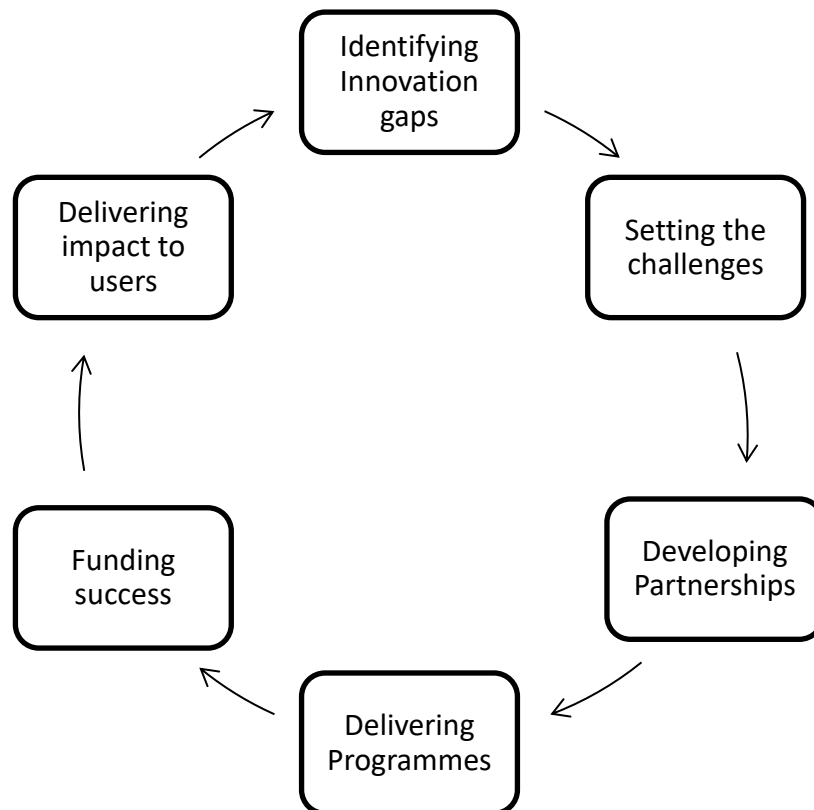 Identifying
Innovation
gaps
Setting the
challenges
Developing
Partnerships
Delivering
Programmes
Funding
success
Delivering
impact to
users